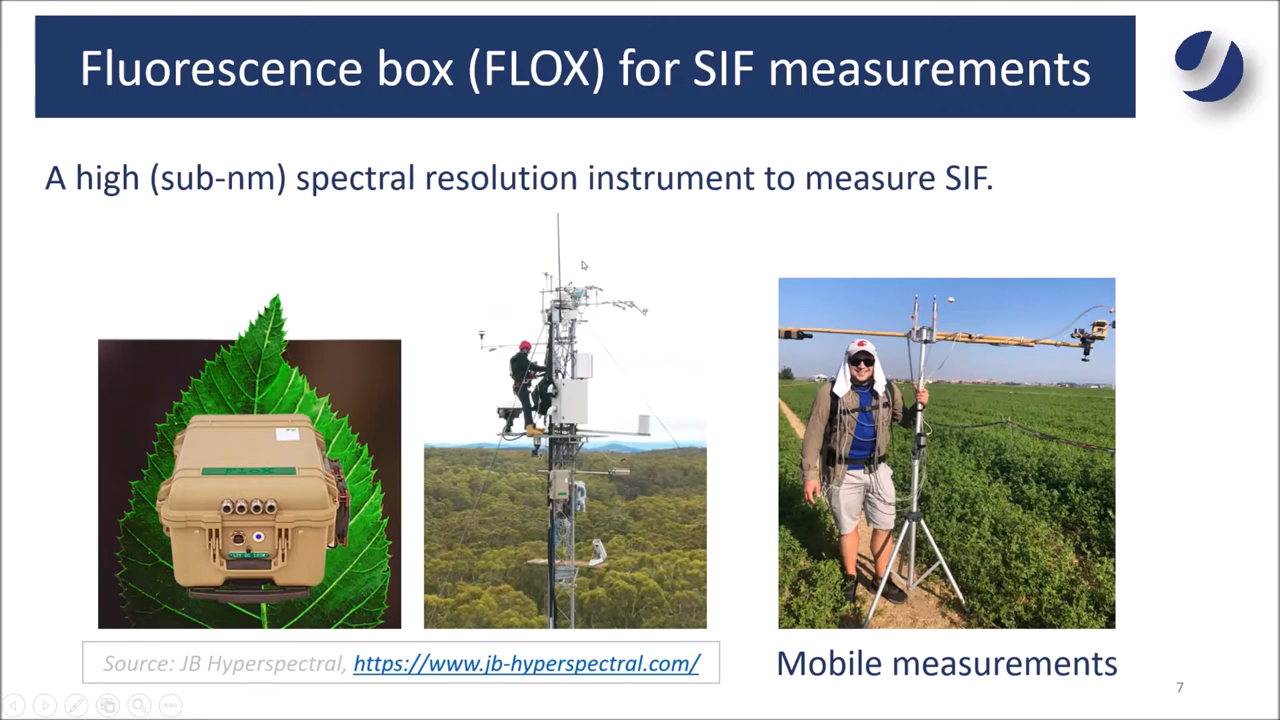 Fluorescence box (FLOX) for SIF measurements
A high (sub-nm) spectral resolution instrument to measure SIF.
FloX
Source: JB Hyperspectral, https://www.jb-hyperspectral.com/
Mobile measurements
7